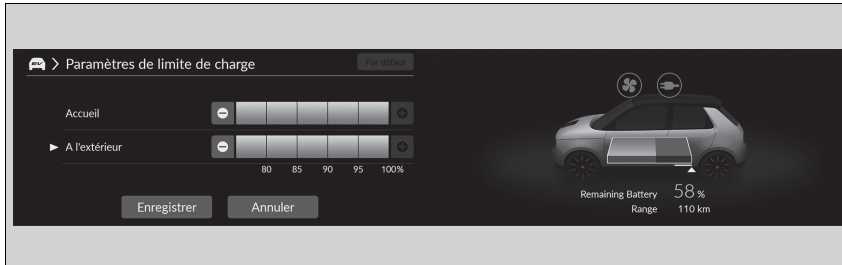 EV > Paramètres de limite de charge
Par défaut
Accueil
A l'extérieur
80 85 90 95 100%
Enregistrer Annuler
Remaining Battery 58 %
Range 110 km